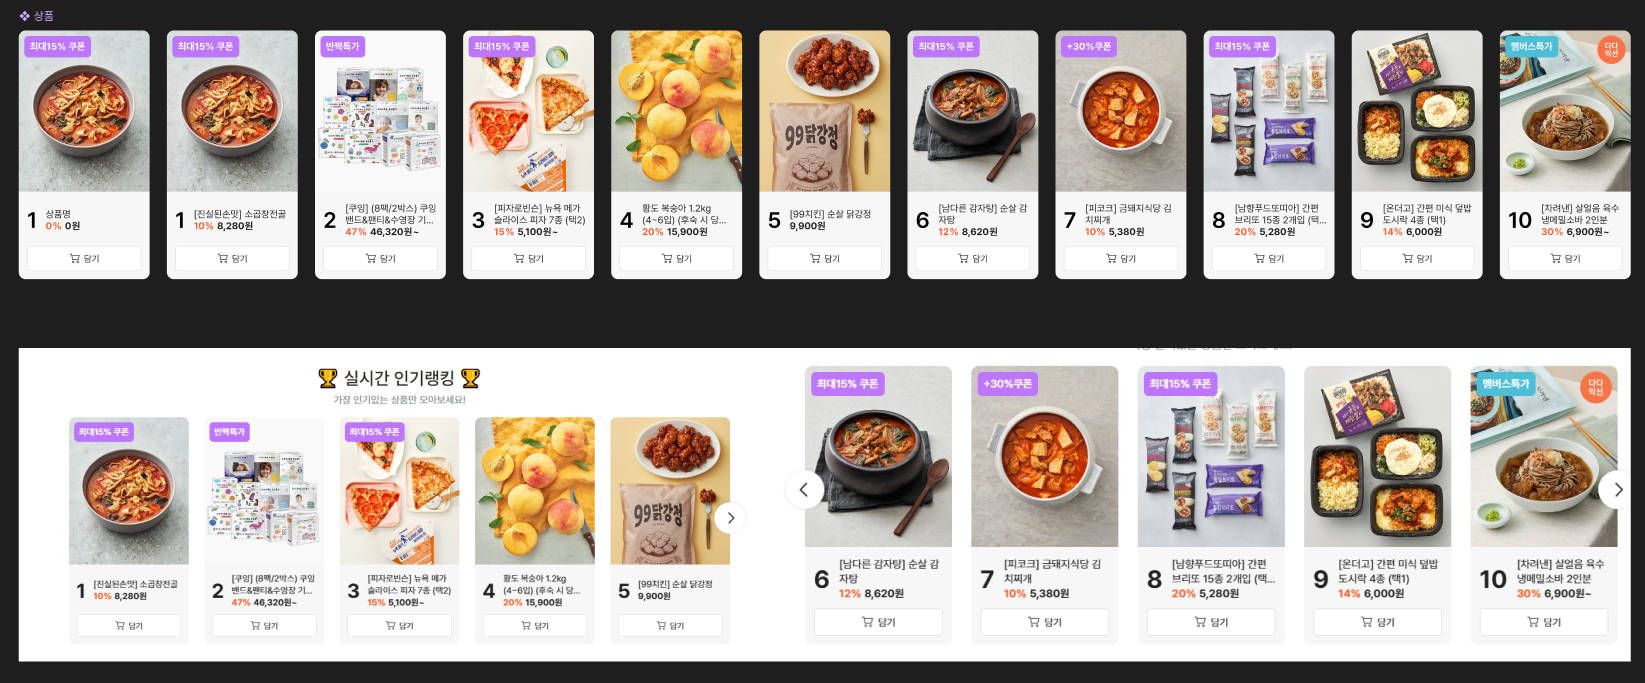 상품
최대15% 쿠폰
1
상품명
0% 0원
담기
최대15% 쿠폰
1
[진실된손맛] 소곱창전골
10% 8,280원
담기
반짝특가
2
[쿠잉] (8팩/2박스) 쿠잉
밴드&팬티&수영장 기...
47% 46,320원~
담기
최대15% 쿠폰
3
[피자로빈슨] 뉴욕 메가
슬라이스 피자 7종 (택2)
15% 5,100원~
담기
4
황도 복숭아 1.2kg
(4~6입) (후숙 시 당...
20% 15,900원
담기
99닭강정
5
[99치킨] 순살 닭강정
9,900원
담기
최대15% 쿠폰
6
[남다른 감자탕] 순살 감
자탕
12% 8,620원
담기
+30%쿠폰
7
[피코크] 금돼지식당 김
치찌개
10% 5,380원
담기
최대15% 쿠폰
8
[남향푸드또띠아] 간편
브리또 15종 2개입 (택...
20% 5,280원
담기
9
[온더고] 간편 미식 덮밥
도시락 4종 (택1)
14% 6,000원
담기
멤버스특가
다다
익선
10
[차려낸] 살얼음 육수
냉메밀소바 2인분
30% 6,900원~
담기
실시간 인기랭킹
가장 인기있는 상품만 모아보세요!
최대15% 쿠폰
1
[진실된손맛] 소곱창전골
10% 8,280원
담기
반짝특가
2
[쿠잉] (8팩/2박스) 쿠잉
밴드&팬티&수영장 기...
47% 46,320원~
담기
최대15% 쿠폰
3
[피자로빈슨] 뉴욕 메가
슬라이스 피자 7종 (택2)
15% 5,100원~
담기
4
황도 복숭아 1.2kg
(4~6입) (후숙 시 당...
20% 15,900원
담기
99닭강정
5
[99치킨] 순살 닭강정
9,900원
담기
최대15% 쿠폰
6
[남다른 감자탕] 순살 감
자탕
12% 8,620원
담기
+30%쿠폰
7
[피코크] 금돼지식당 김
치찌개
10% 5,380원
담기
최대15% 쿠폰
8
[남향푸드또띠아] 간편
브리또 15종 2개입 (택...
20% 5,280원
담기
9
[온더고] 간편 미식 덮밥
도시락 4종 (택1)
14% 6,000원
담기
멤버스특가
다다
익선
10
[차려낸] 살얼음 육수
냉메밀소바 2인분
30% 6,900원~
담기